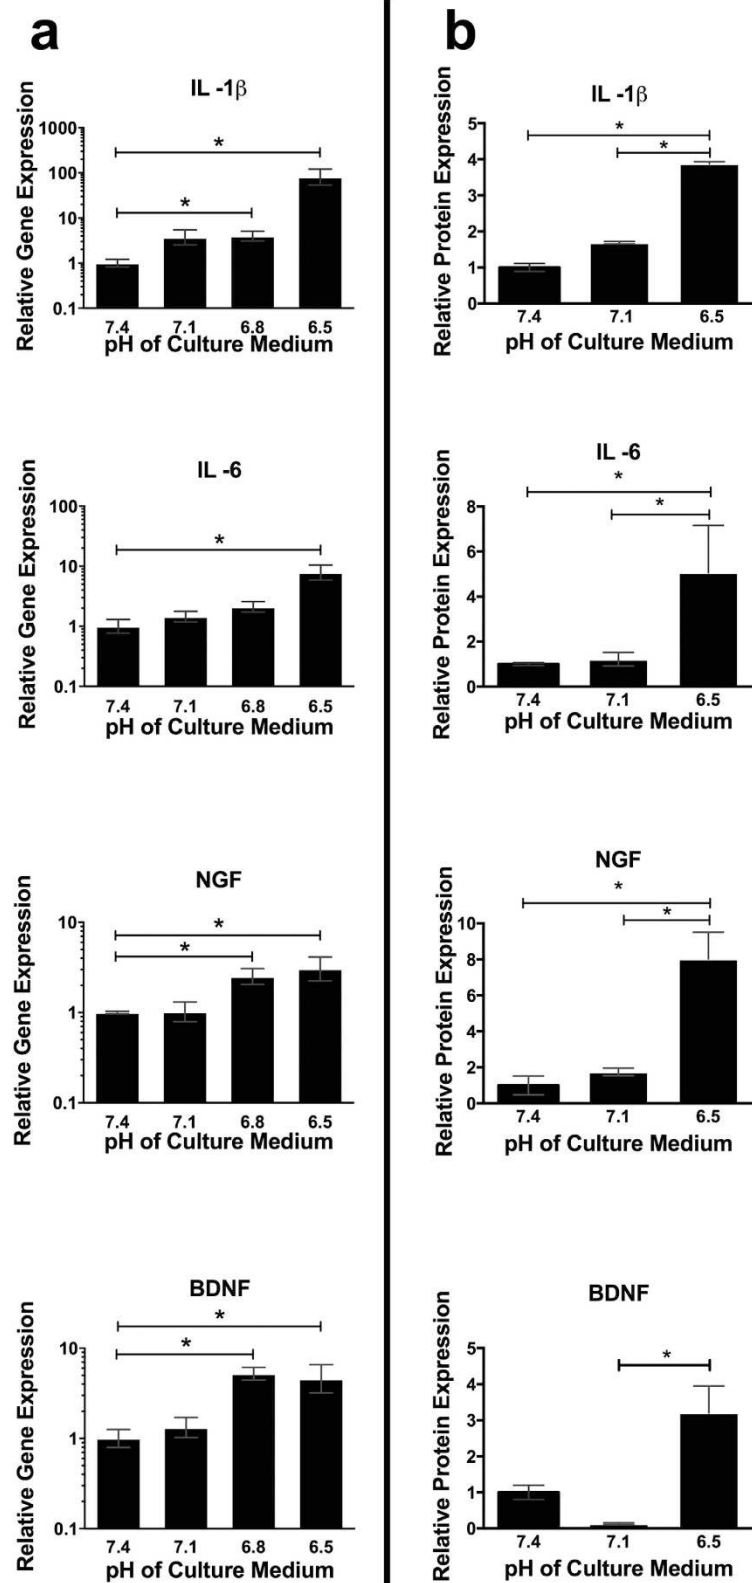 a
IL -1β
Relative Gene Expression
1000
100
10
1
0.1
*
*
7.4 7.1 6.8 6.5
pH of Culture Medium
IL -6
Relative Gene Expression
100
10
1
0.1
*
7.4 7.1 6.8 6.5
pH of Culture Medium
NGF
Relative Gene Expression
10
1
0.1
*
*
7.4 7.1 6.8 6.5
pH of Culture Medium
BDNF
Relative Gene Expression
10
1
0.1
*
*
7.4 7.1 6.8 6.5
pH of Culture Medium
b
IL -1β
Relative Protein Expression
5
4
3
2
1
0
*
*
7.4 7.1 6.5
pH of Culture Medium
IL -6
Relative Protein Expression
8
6
4
2
0
*
*
7.4 7.1 6.5
pH of Culture Medium
NGF
Relative Protein Expression
10
8
6
4
2
0
*
*
7.4 7.1 6.5
pH of Culture Medium
BDNF
Relative Protein Expression
5
4
3
2
1
0
*
7.4 7.1 6.5
pH of Culture Medium